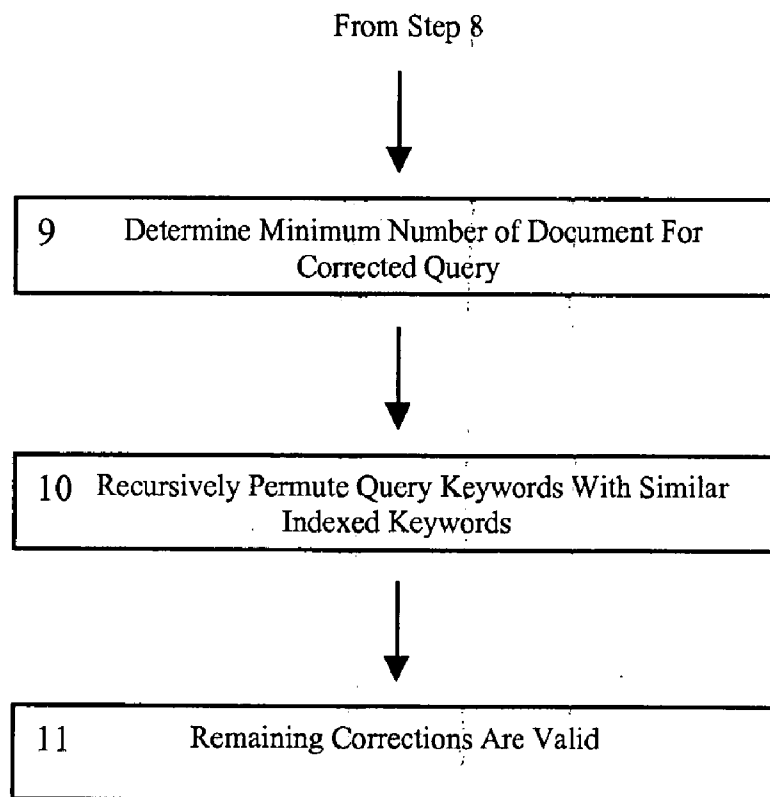 From Step 8
9 Determine Minimum Number of Document For
Corrected Query
10 Recursively Permute Query Keywords With Similar
Indexed Keywords
11 Remaining Corrections Are Valid